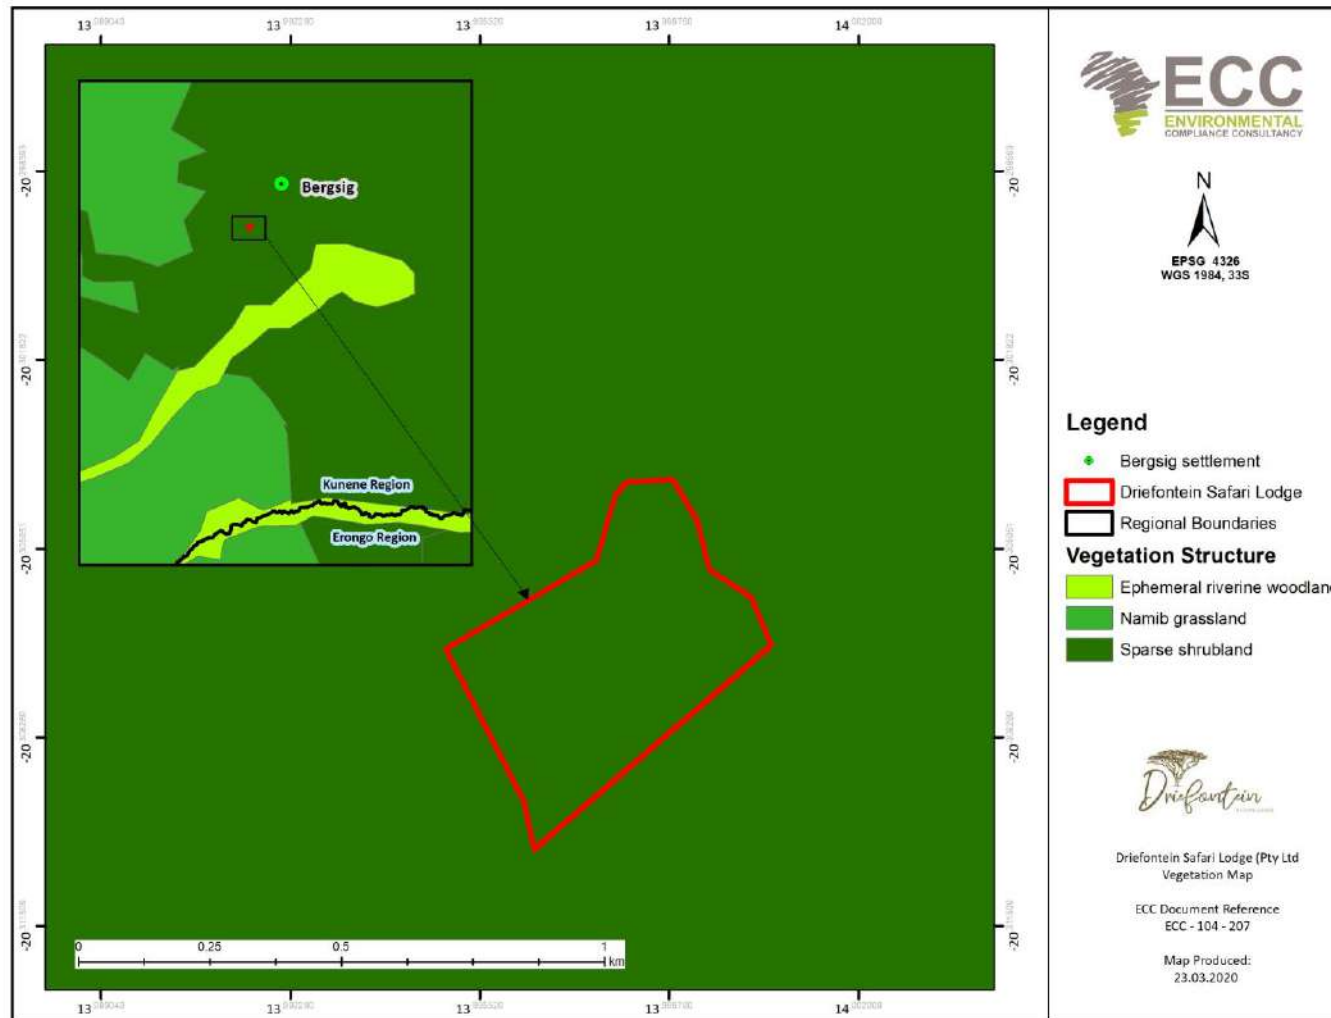 13 13 13 13 14
-20
-20
-20
-20
-20
Bergsig
Kunene Region
Erongo Region
0 0.25 0.5 1
km
13 13 13 13 14
-20
-20
-20
-20
-20
ECC
ENVIRONMENTAL
COMPLIANCE CONSULTANCY
N
EPSG 4326
WGS 1984, 33S
Legend
Bergsig settlement
Driefontein Safari Lodge
Regional Boundaries
Vegetation Structure
Ephemeral riverine woodland
Namib grassland
Sparse shrubland
Driefontein
Driefontein Safari Lodge (Pty Ltd
Vegetation Map
ECC Document Reference
ECC - 104 - 207
Map Produced:
23.03.2020